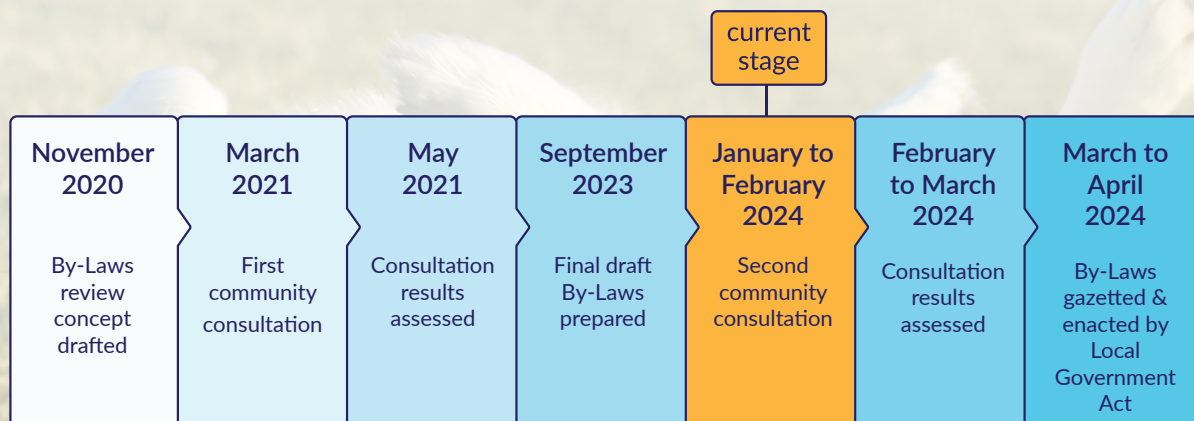 current
stage
November
2020
By-Laws
review
concept
drafted
March
2021
First
community
consultation
May
2021
Consultation
results
assessed
September
2023
Final draft
By-Laws
prepared
January to
February
2024
Second
community
consultation
February
to March
2024
Consultation
results
assessed
March to
April
2024
By-Laws
gazetted &
enacted by
Local
Government
Act